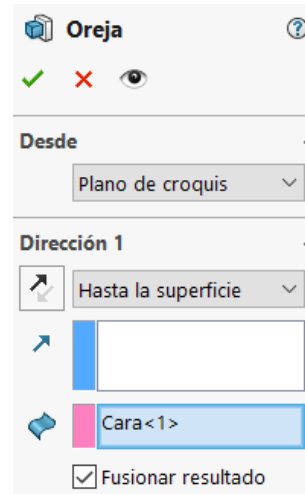 Oreja
Desde
Plano de croquis
Dirección 1
Hasta la superficie
Cara<1>
Fusionar resultado